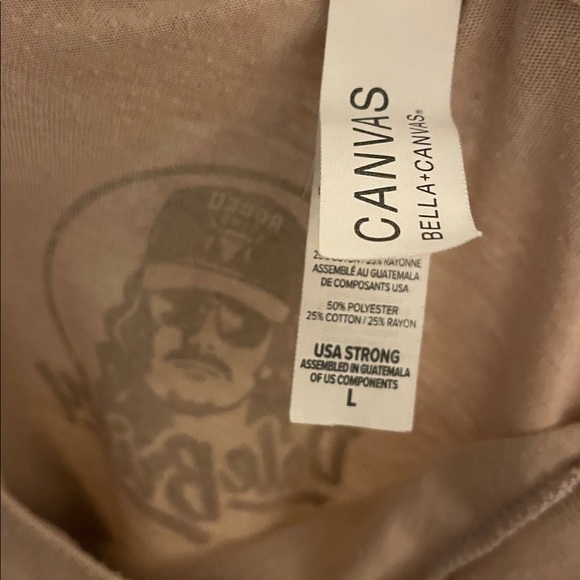 CANVAS
BELLA+CANVAS®
25% COTTON / 25% RAYONNE
ASSEMBLÉ AU GUATEMALA
DE COMPOSANTS USA
50% POLYESTER
25% COTTON / 25% RAYON
USA STRONG
ASSEMBLED IN GUATEMALA
OF US COMPONENTS
L
RODEO